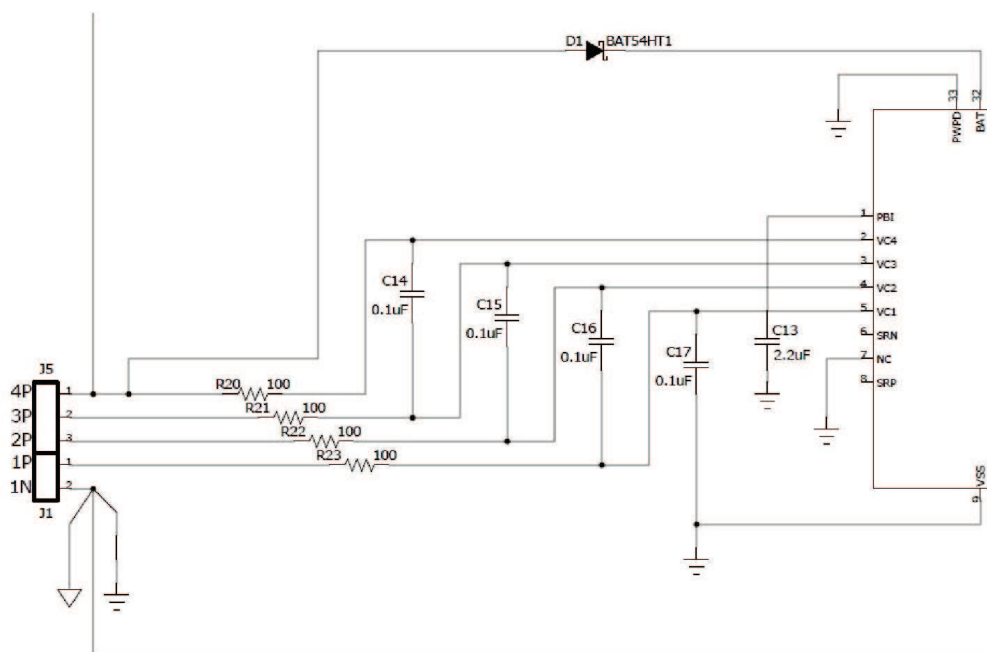 D1
BAT54HT1
33
32
PWPD
BAT
1
PBI
2
VC4
3
VC3
4
VC2
5
VC1
6
SRN
7
NC
8
SRP
C14
0.1uF
C15
0.1uF
C16
0.1uF
C17
0.1uF
C13
2.2uF
J5
4P
1
R20
100
3P
2
R21
100
2P
3
R22
100
1P
1
R23
100
1N
2
J1
VSS
9